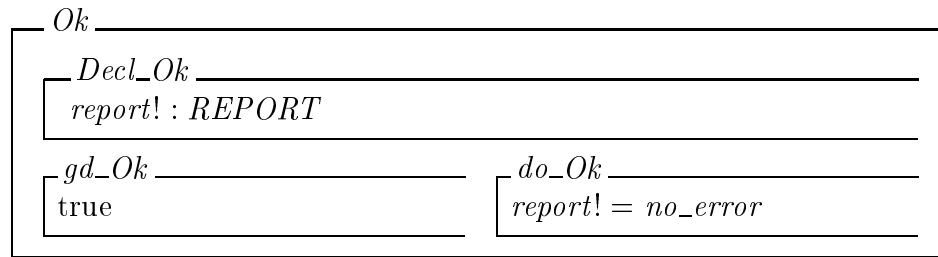 Ok
Decl_Ok
report! : REPORT
gd_Ok
do_Ok
true
report! = no_error